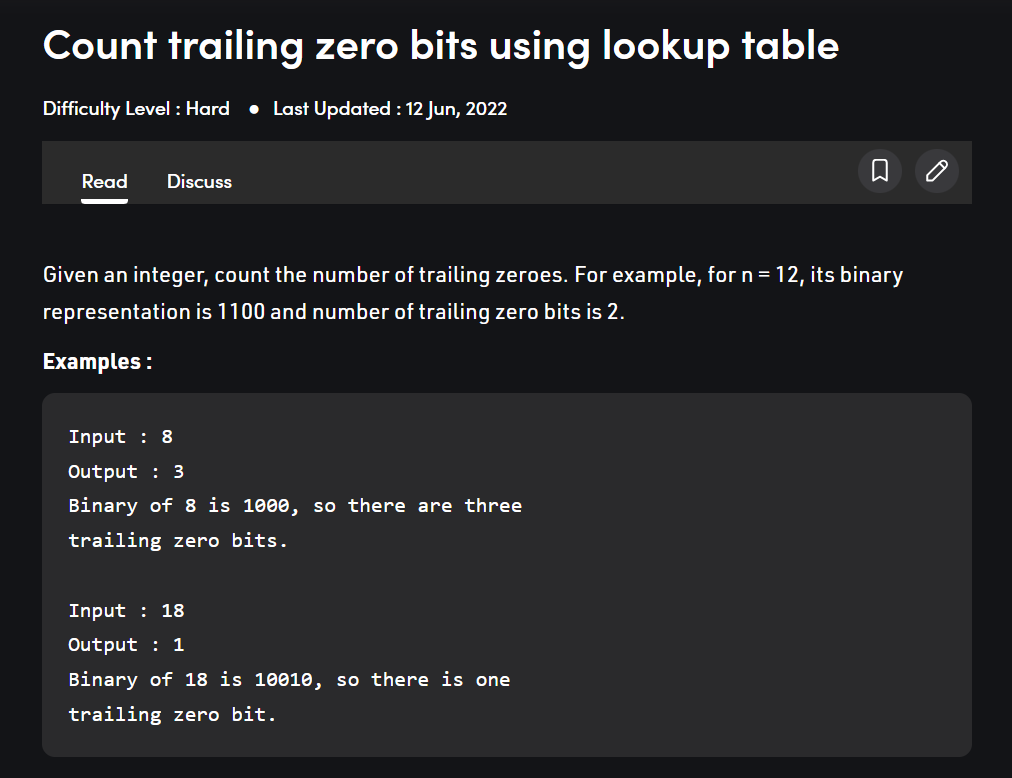 Count trailing zero bits using lookup table
Difficulty Level : Hard ● Last Updated : 12 Jun, 2022
Read Discuss
Given an integer, count the number of trailing zeroes. For example, for n = 12, its binary
representation is 1100 and number of trailing zero bits is 2.
Examples :
Input : 8
Output : 3
Binary of 8 is 1000, so there are three
trailing zero bits.
Input : 18
Output : 1
Binary of 18 is 10010, so there is one
trailing zero bit.